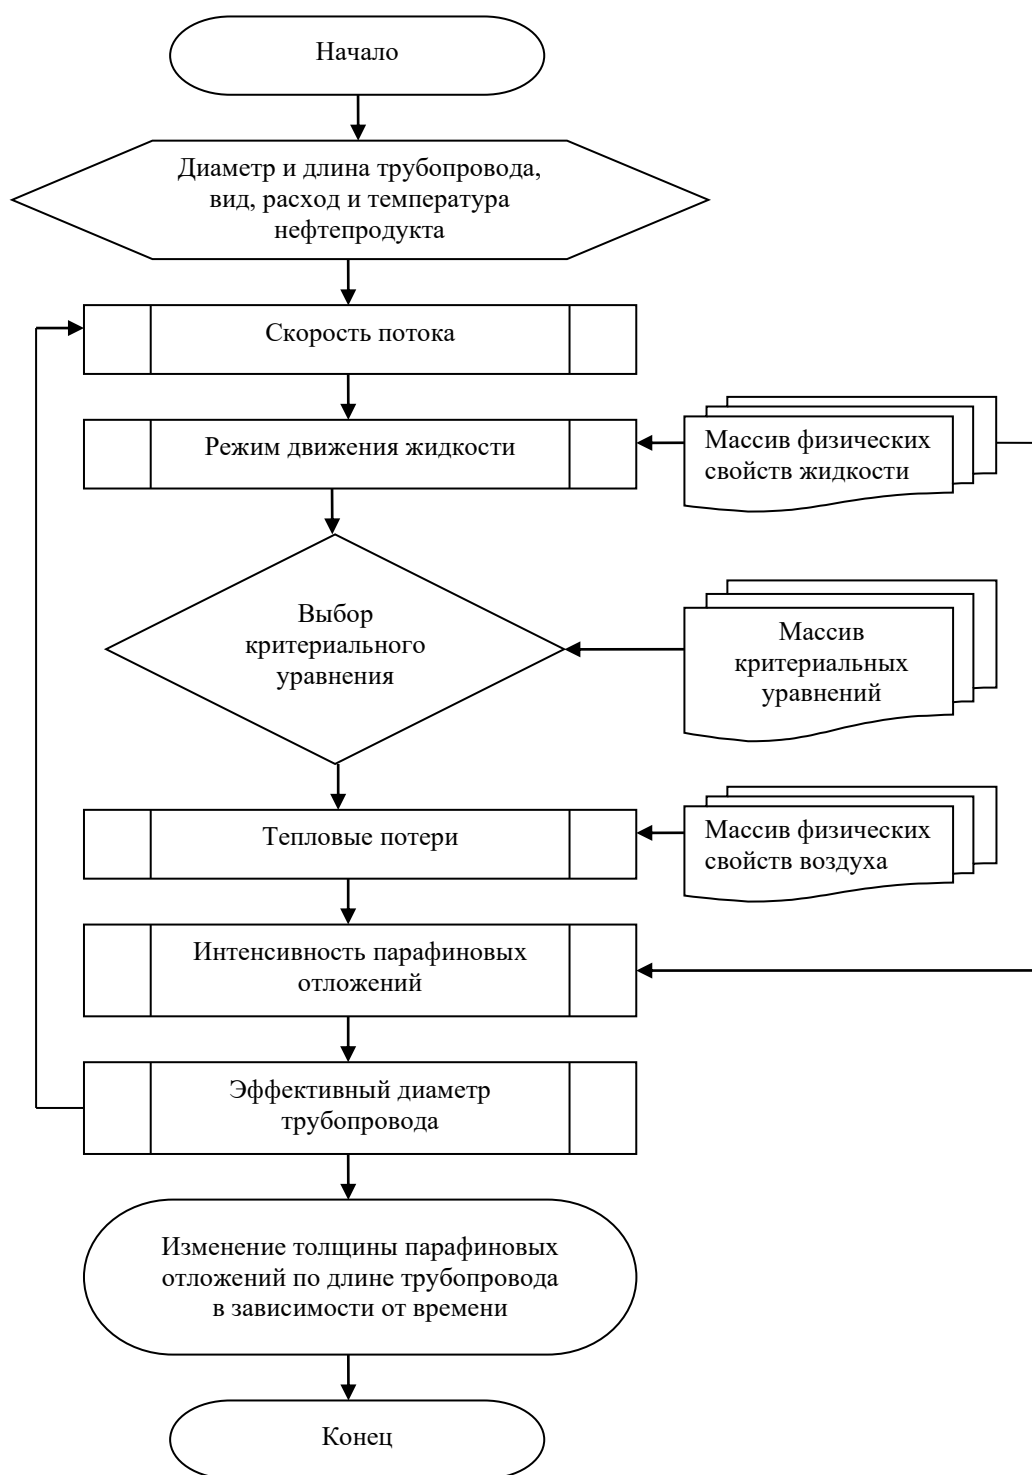 Начало
Диаметр и длина трубопровода,
вид, расход и температура
нефтепродукта
Скорость потока
Режим движения жидкости
Массив физических
свойств жидкости
Выбор
критериального
уравнения
Массив
критериальных
уравнений
Тепловые потери
Массив физических
свойств воздуха
Интенсивность парафиновых
отложений
Эффективный диаметр
трубопровода
Изменение толщины парафиновых
отложений по длине трубопровода
в зависимости от времени
Конец